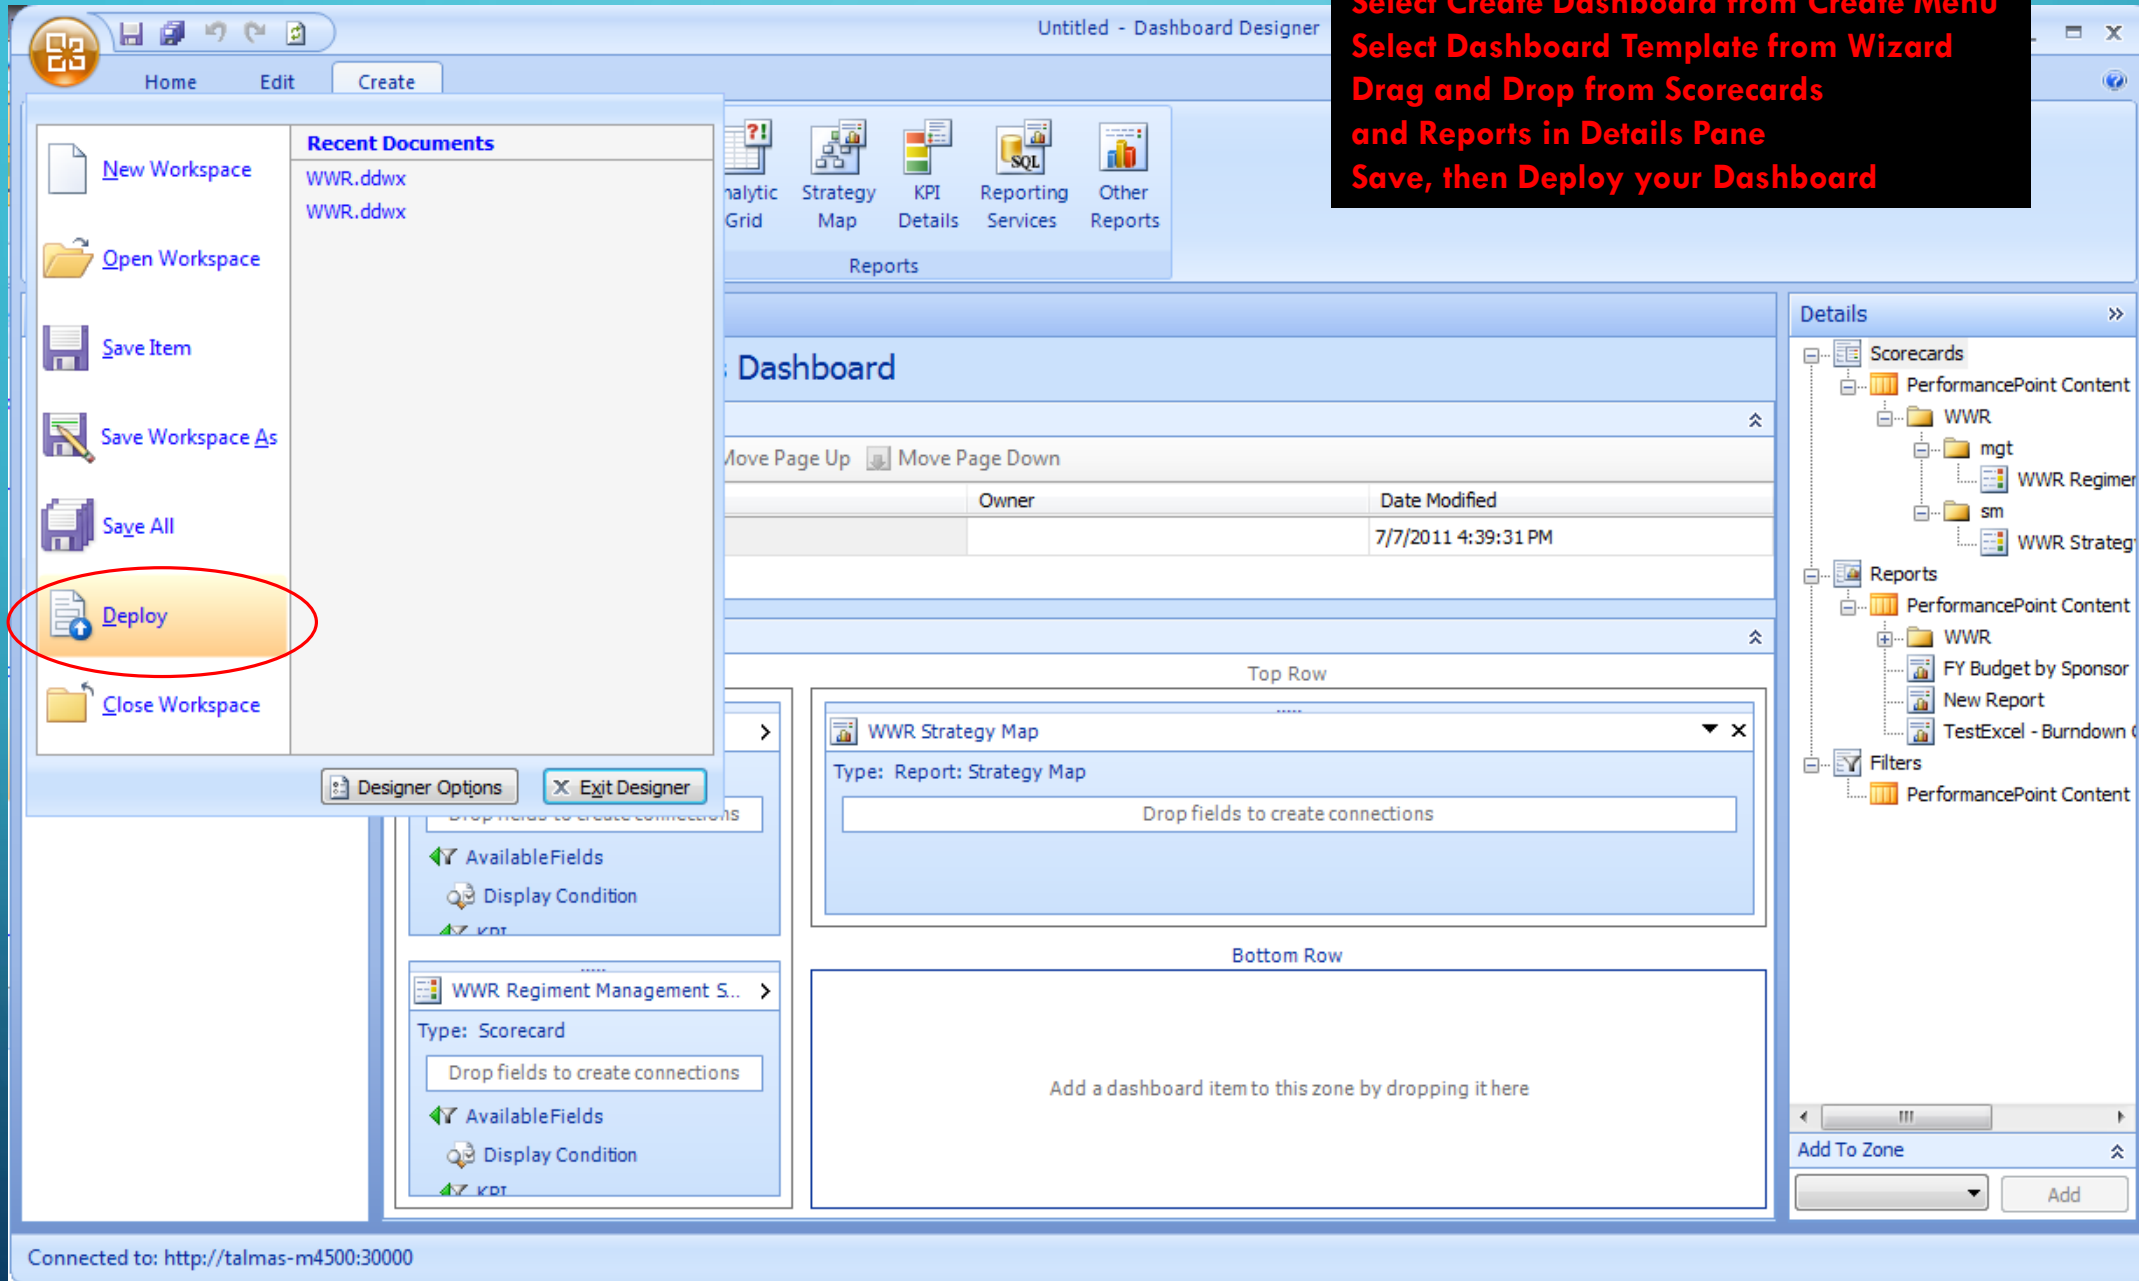 Untitled - Dashboard Designer
Select Create Dashboard from Create Menu
Select Dashboard Template from Wizard
Drag and Drop from Scorecards
and Reports in Details Pane
Save, then Deploy your Dashboard
Home Edit Create
New Workspace
Open Workspace
Save Item
Save Workspace As
Save All
Deploy
Close Workspace
Recent Documents
WWR.ddwx
WWR.ddwx
Designer Options
Exit Designer
Grid
Strategy
Map
KPI
Details
Reporting
Services
Other
Reports
Reports
Dashboard
Move Page Up Move Page Down
Owner Date Modified
7/7/2011 4:39:31 PM
AvailableFields
Display Condition
KPI
WWR Regiment Management S...
Type: Scorecard
Drop fields to create connections
AvailableFields
Display Condition
KPI
Top Row
WWR Strategy Map
Type: Report: Strategy Map
Drop fields to create connections
Bottom Row
Add a dashboard item to this zone by dropping it here
Details
Scorecards
PerformancePoint Content
WWR
mgt
WWR Regimen
sm
WWR Strateg
Reports
PerformancePoint Content
WWR
FY Budget by Sponsor
New Report
TestExcel - Burndown
Filters
PerformancePoint Content
Add To Zone
Add
Connected to: http://talmas-m4500:30000